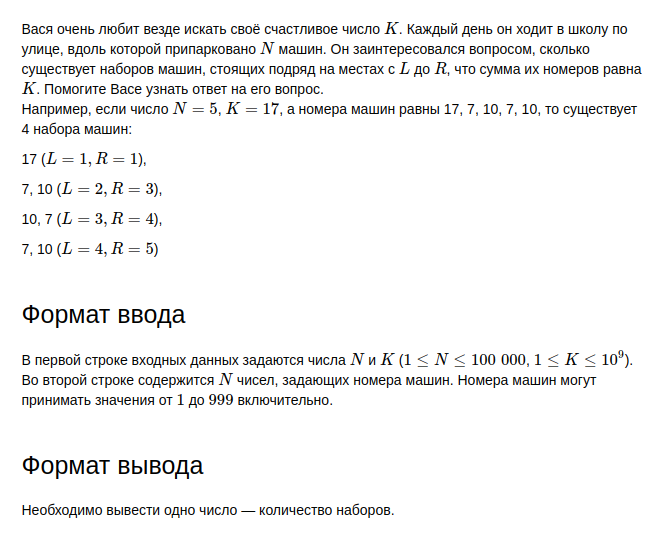 Вася очень любит везде искать своё счастливое число K. Каждый день он ходит в школу по
улице, вдоль которой припарковано N машин. Он заинтересовался вопросом, сколько
существует наборов машин, стоящих подряд на местах с L до R, что сумма их номеров равна
K. Помогите Васе узнать ответ на его вопрос.
Например, если число N = 5, K = 17, а номера машин равны 17, 7, 10, 7, 10, то существует
4 набора машин:
17 (L = 1, R = 1),
7, 10 (L = 2, R = 3),
10, 7 (L = 3, R = 4),
7, 10 (L = 4, R = 5)
Формат ввода
В первой строке входных данных задаются числа N и K (1 ≤ N ≤ 100 000, 1 ≤ K ≤ 10⁹).
Во второй строке содержится N чисел, задающих номера машин. Номера машин могут
принимать значения от 1 до 999 включительно.
Формат вывода
Необходимо вывести одно число — количество наборов.